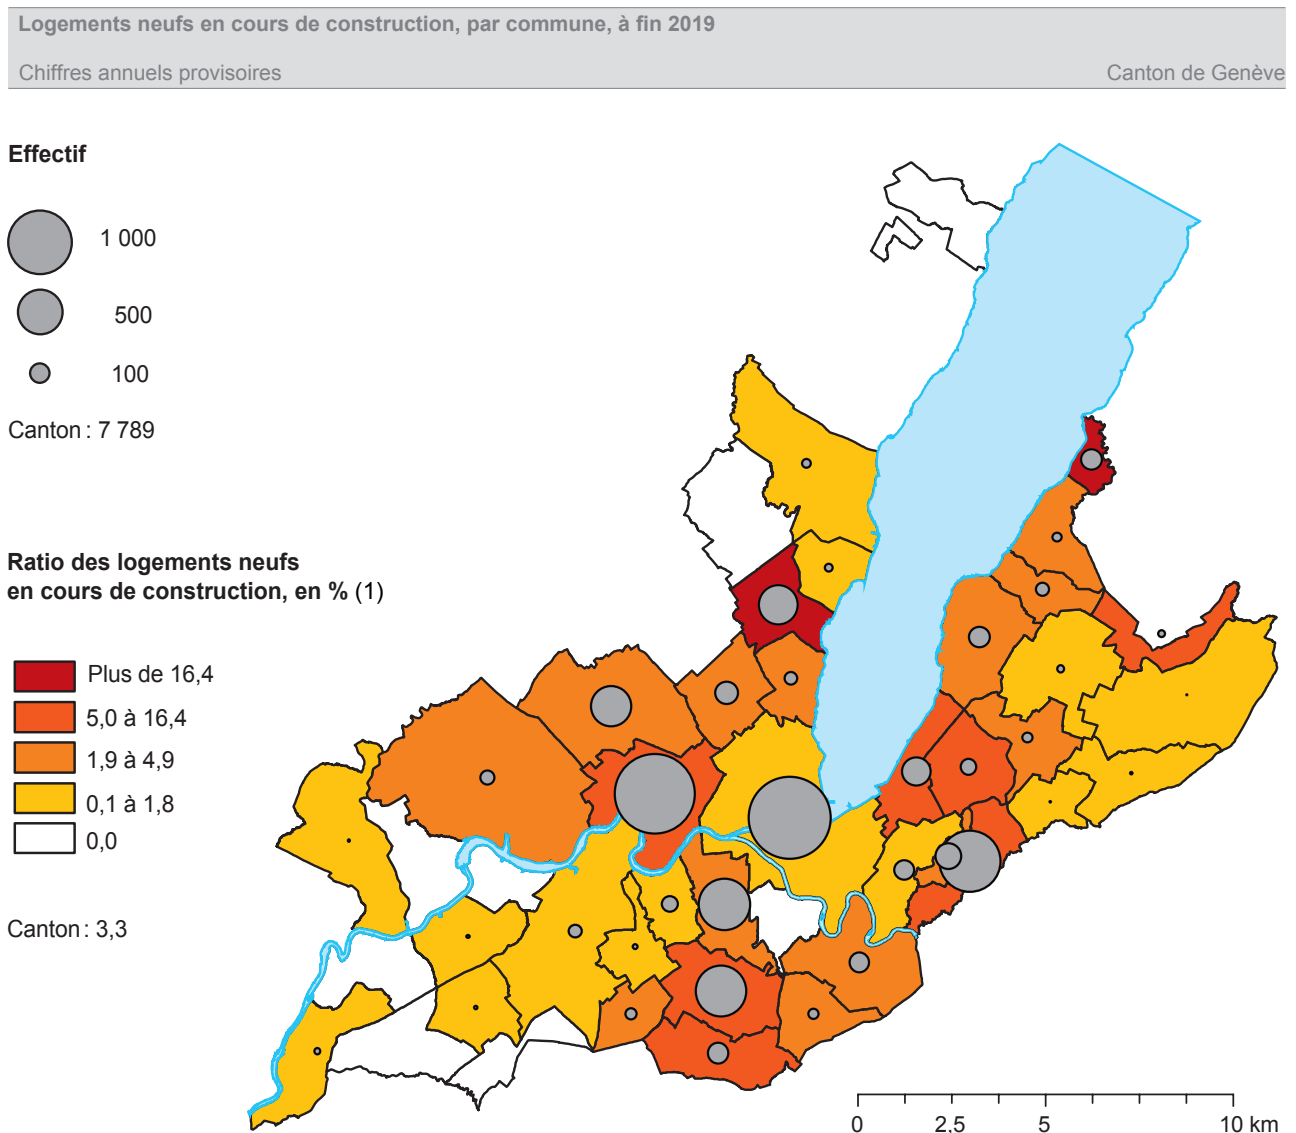 Logements neufs en cours de construction, par commune, à fin 2019
Chiffres annuels provisoires
Canton de Genève
Effectif
1 000
500
100
Canton : 7 789
Ratio des logements neufs
en cours de construction, en % (1)
Plus de 16,4
5,0 à 16,4
1,9 à 4,9
0,1 à 1,8
0,0
Canton : 3,3
0 2,5 5 10 km